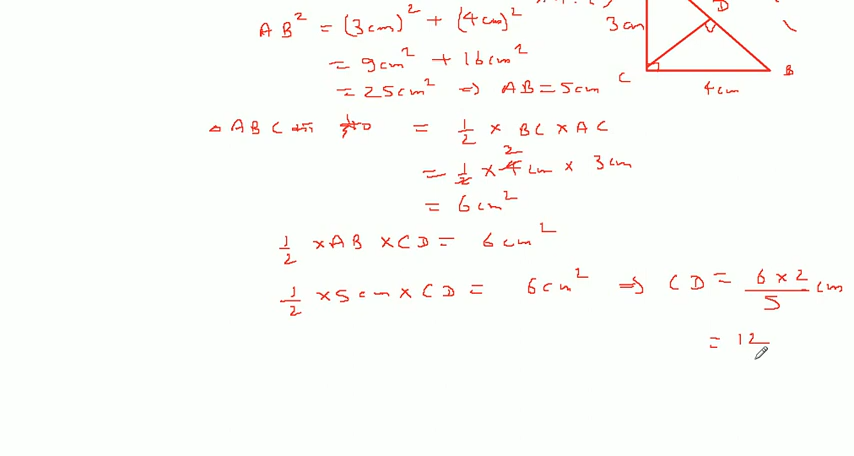 AB² = (3cm)² + (4cm)²
= 9cm² + 16cm²
= 25cm² ⇒ AB = 5cm
D
3cm
C
B
4cm
△ABC = 1/2 × BC × AC
2
= 1/2 × 4cm × 3cm
= 6cm²
1/2 × AB × CD = 6cm²
1/2 × 5cm × CD = 6cm² ⇒ CD = 6×2/5 cm
= 12